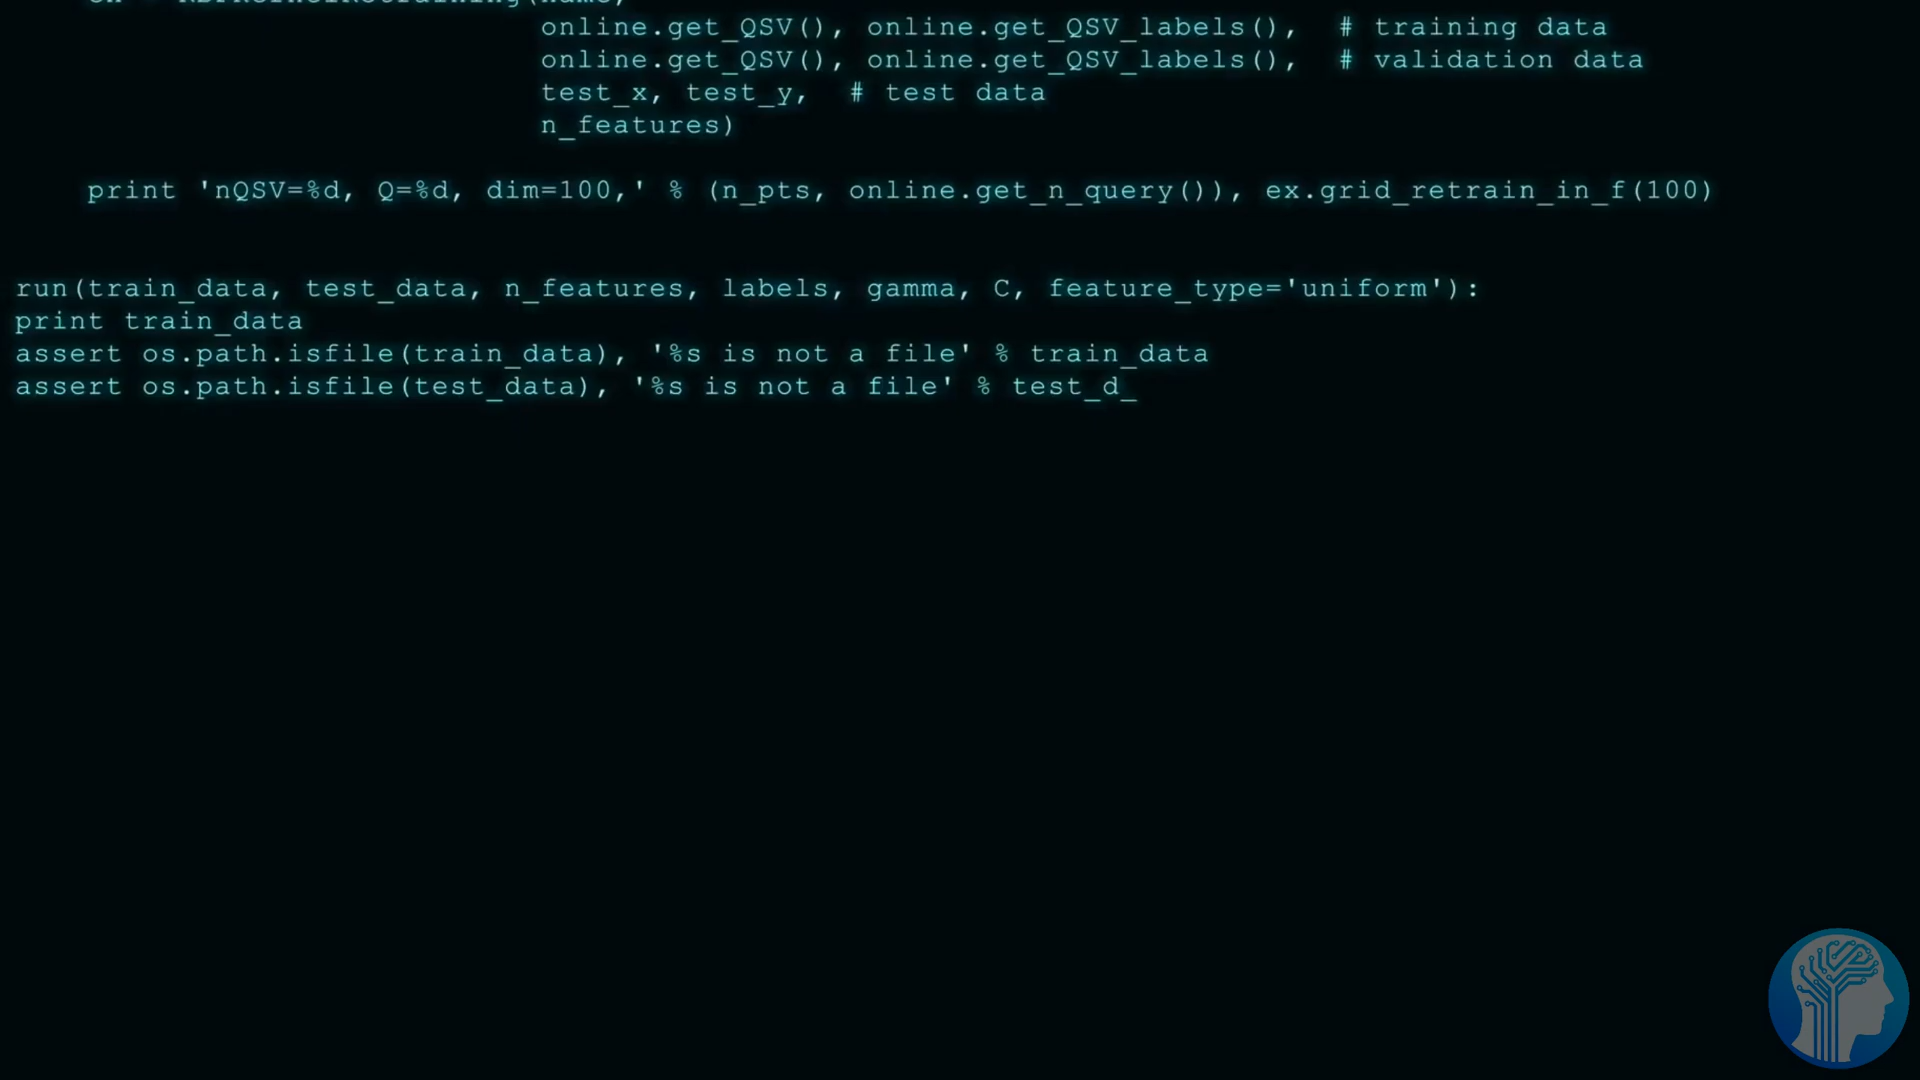 online.get_QSV(), online.get_QSV_labels(), # training data
online.get_QSV(), online.get_QSV_labels(), # validation data
test_x, test_y, # test data
n_features)
print 'nQSV=%d, Q=%d, dim=100,' % (n_pts, online.get_n_query()), ex.grid_retrain_in_f(100)
run(train_data, test_data, n_features, labels, gamma, C, feature_type='uniform'):
print train_data
assert os.path.isfile(train_data), '%s is not a file' % train_data
assert os.path.isfile(test_data), '%s is not a file' % test_d_